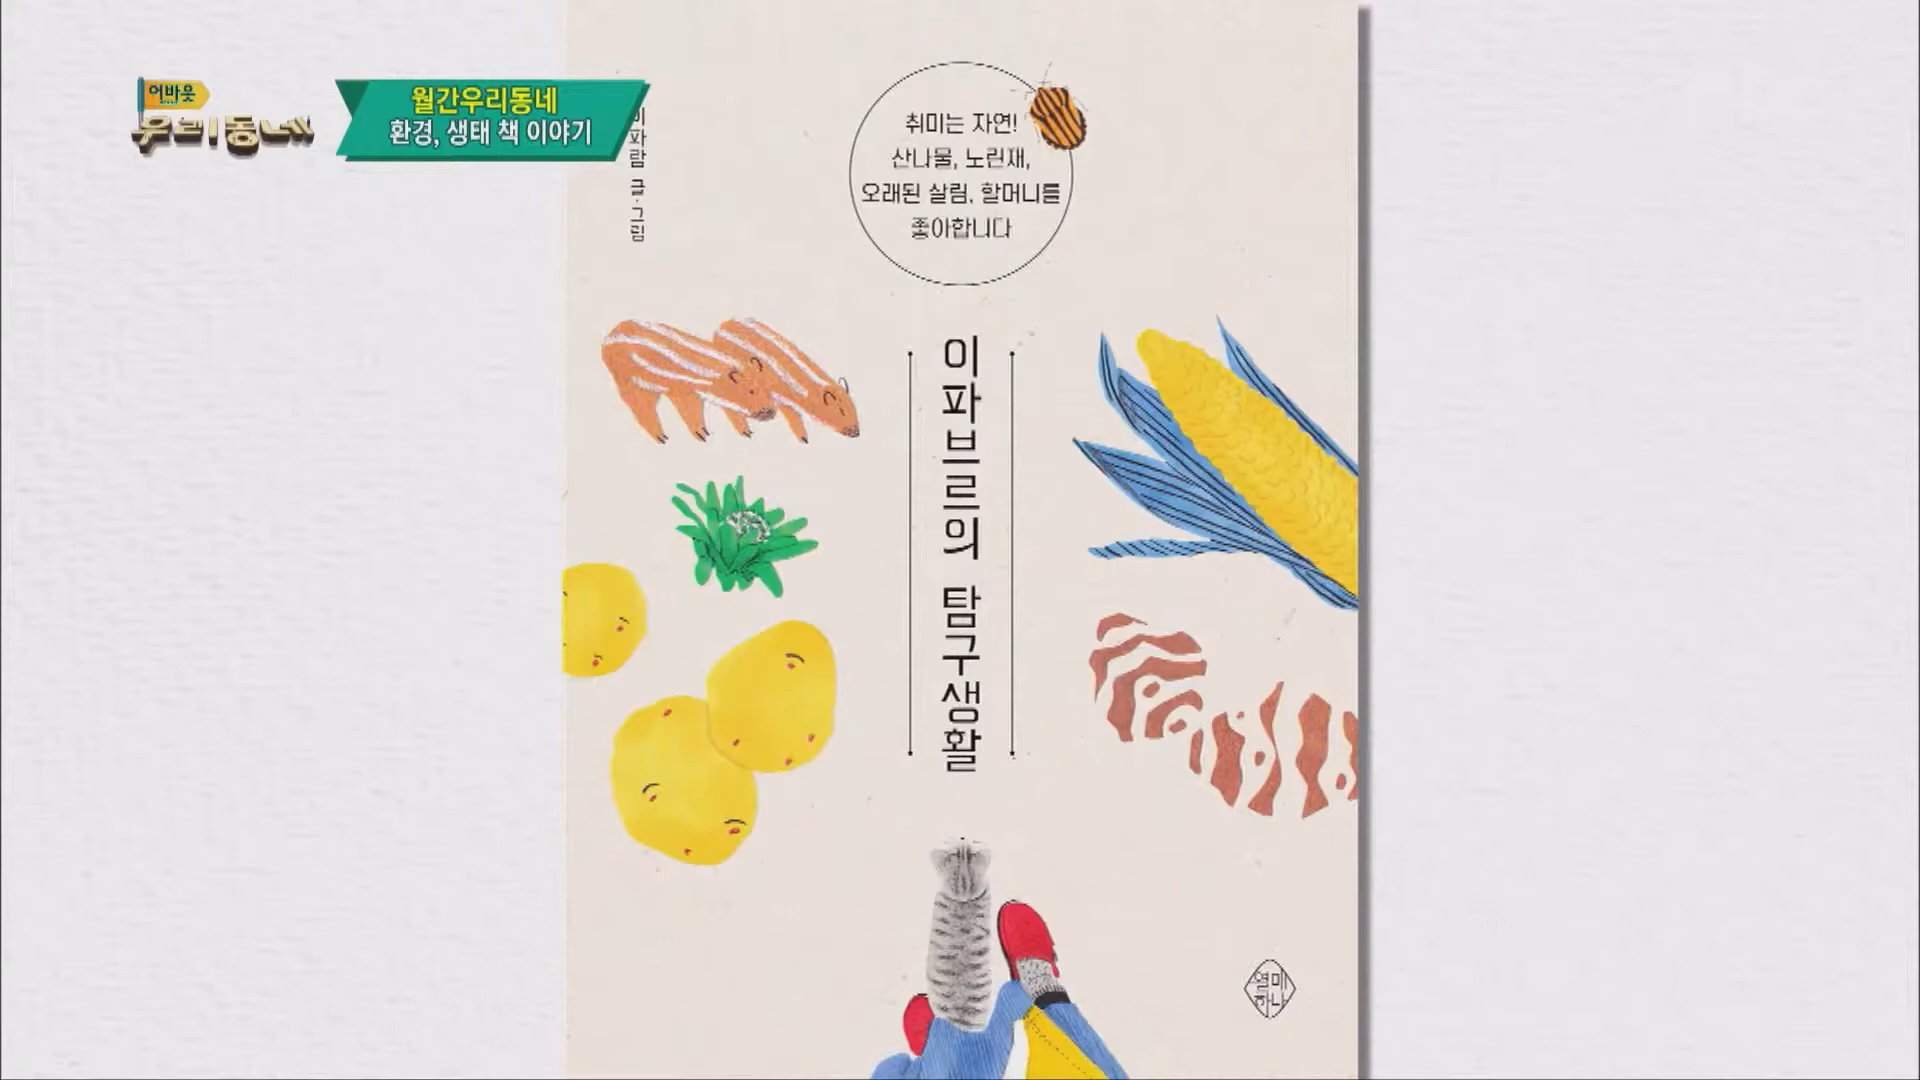 어바웃
우리동네
월간우리동네
환경, 생태 책 이야기
이파람 글·그림
취미는 자연!
산나물, 노린재,
오래된 살림, 할머니를
좋아합니다
이파브르의 탐구생활
열매
하나